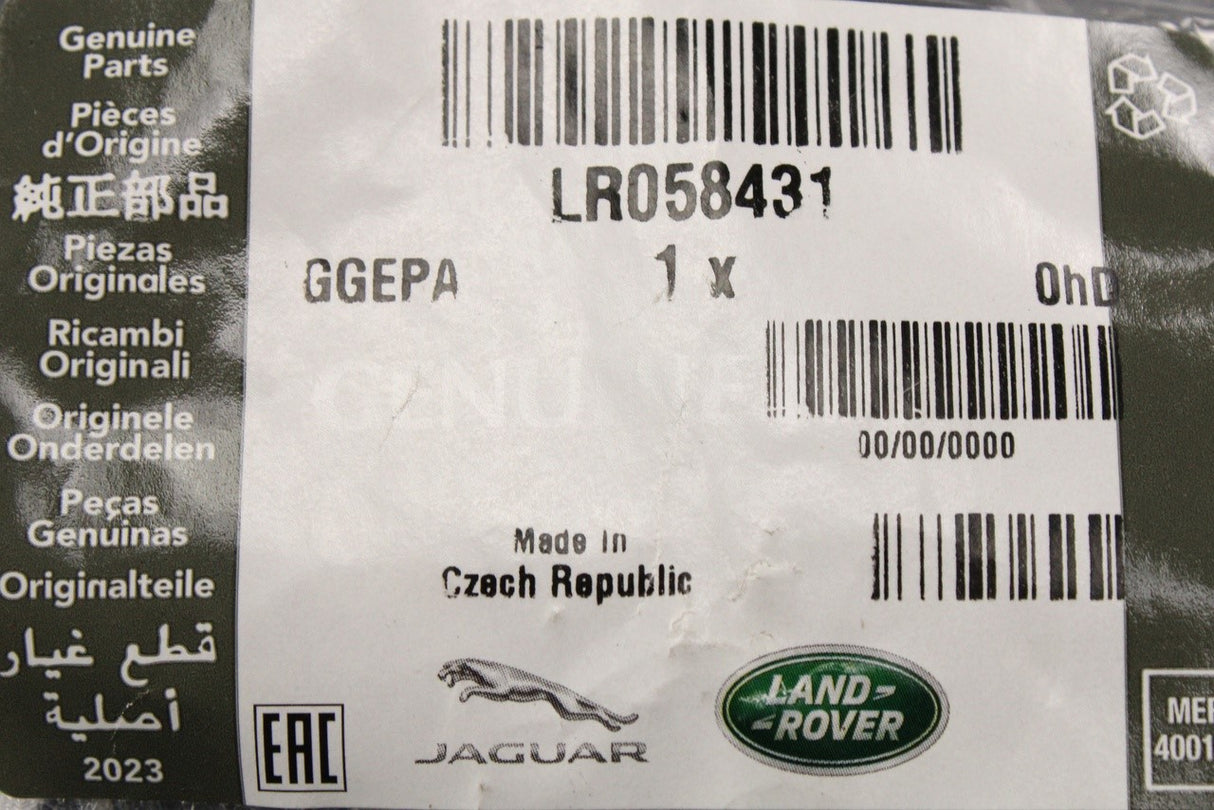 Genuine
Parts
Pièces
d'Origine
純正部品
Piezas
Originales
Ricambi
Originali
Originele
Onderdelen
Peças
Genuinas
Originalteile
قطع غيار
أصلية
2023
LR058431
GGEPA 1 x 0hD
00/00/0000
Made In
Czech Republic
EAC
JAGUAR
LAND-
-ROVER
4001